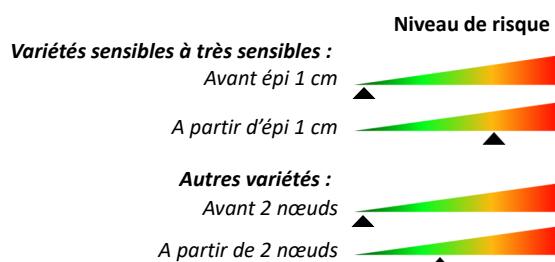 Niveau de risque
Variétés sensibles à très sensibles :
Avant épi 1 cm
A partir d'épi 1 cm
Autres variétés :
Avant 2 nœuds
A partir de 2 nœuds